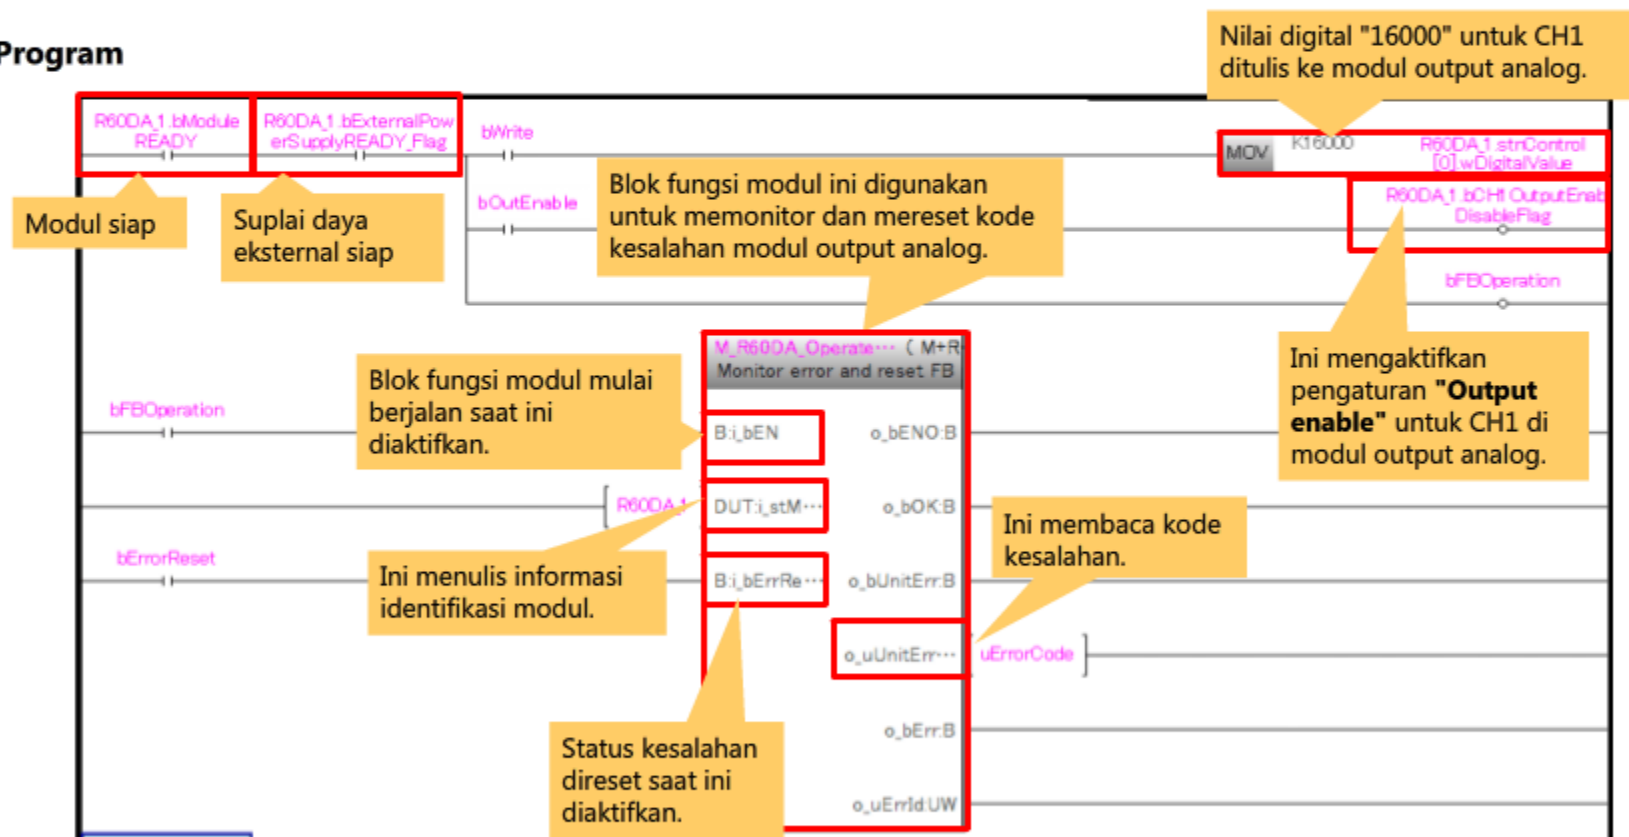 Program
Nilai digital "16000" untuk CH1
ditulis ke modul output analog.
R60DA_1.bModule
READY
R60DA_1.bExternalPow
erSupplyREADY_Flag
bWrite
MOV
K16000
R60DA_1.stnControl
[0].wDigitalValue
Modul siap
Suplai daya
eksternal siap
bOutEnable
Blok fungsi modul ini digunakan
untuk memonitor dan mereset kode
kesalahan modul output analog.
R60DA_1.bCH1 OutputEnab
DisableFlag
bFBOperation
Ini mengaktifkan
pengaturan "Output
enable" untuk CH1 di
modul output analog.
M_R60DA_Operate… ( M+R
Monitor error and reset FB
Blok fungsi modul mulai
berjalan saat ini
diaktifkan.
bFBOperation
B:i_bEN
o_bENO:B
R60DA_1
DUT:i_stM…
o_bOK:B
Ini membaca kode
kesalahan.
bErrorReset
Ini menulis informasi
identifikasi modul.
B:i_bErrRe…
o_bUnitErr:B
o_uUnitErr…
uErrorCode
Status kesalahan
direset saat ini
diaktifkan.
o_bErr:B
o_uErrId:UW